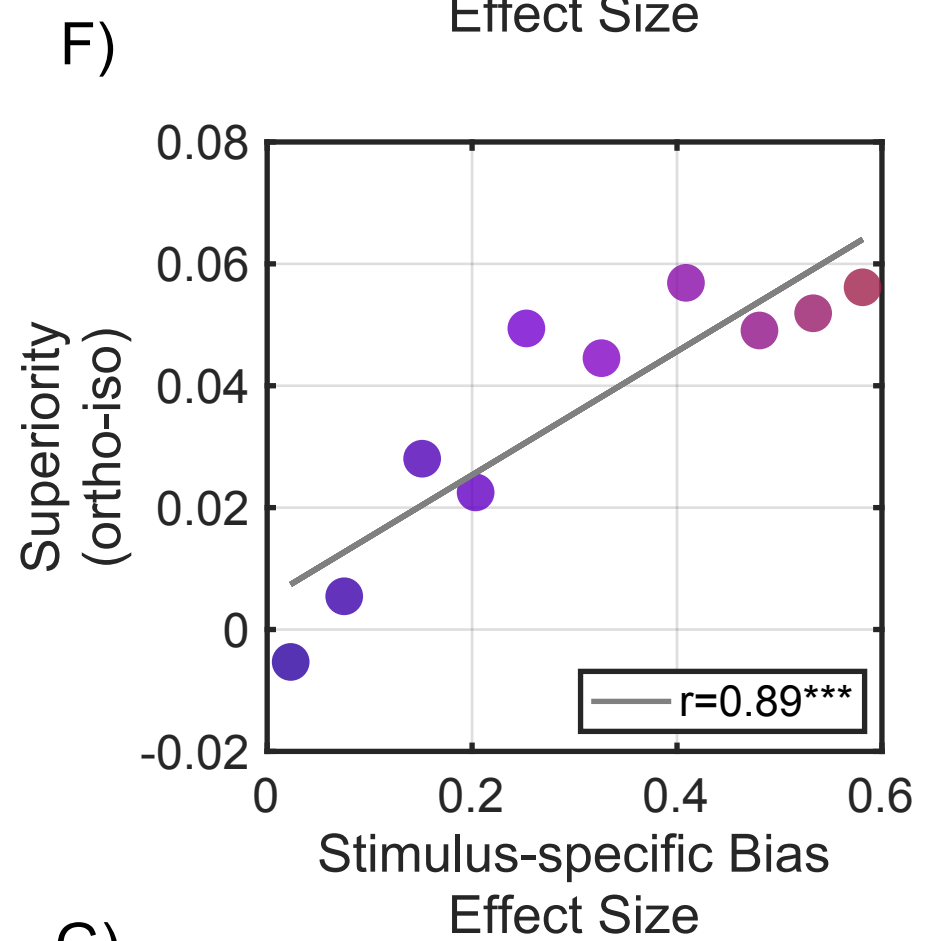 Effect Size
F)
0.08
0.06
0.04
0.02
0
-0.02
Superiority
(ortho-iso)
r=0.89***
0 0.2 0.4 0.6
Stimulus-specific Bias
Effect Size